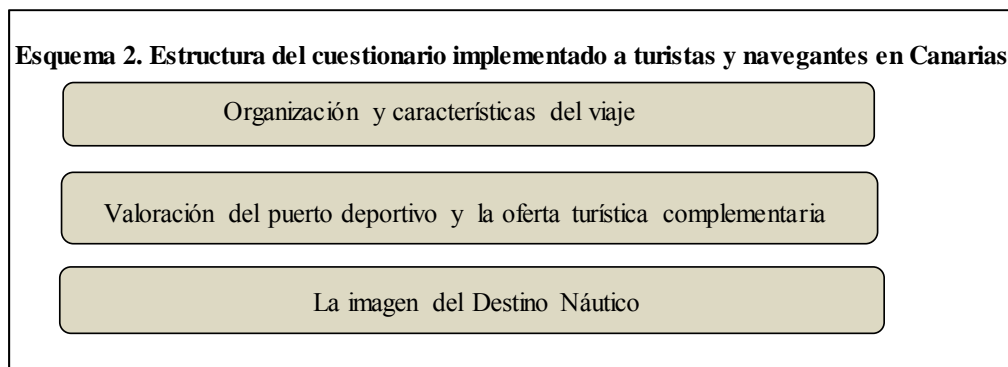 Esquema 2. Estructura del cuestionario implementado a turistas y navegantes en Canarias
Organización y características del viaje
Valoración del puerto deportivo y la oferta turística complementaria
La imagen del Destino Náutico